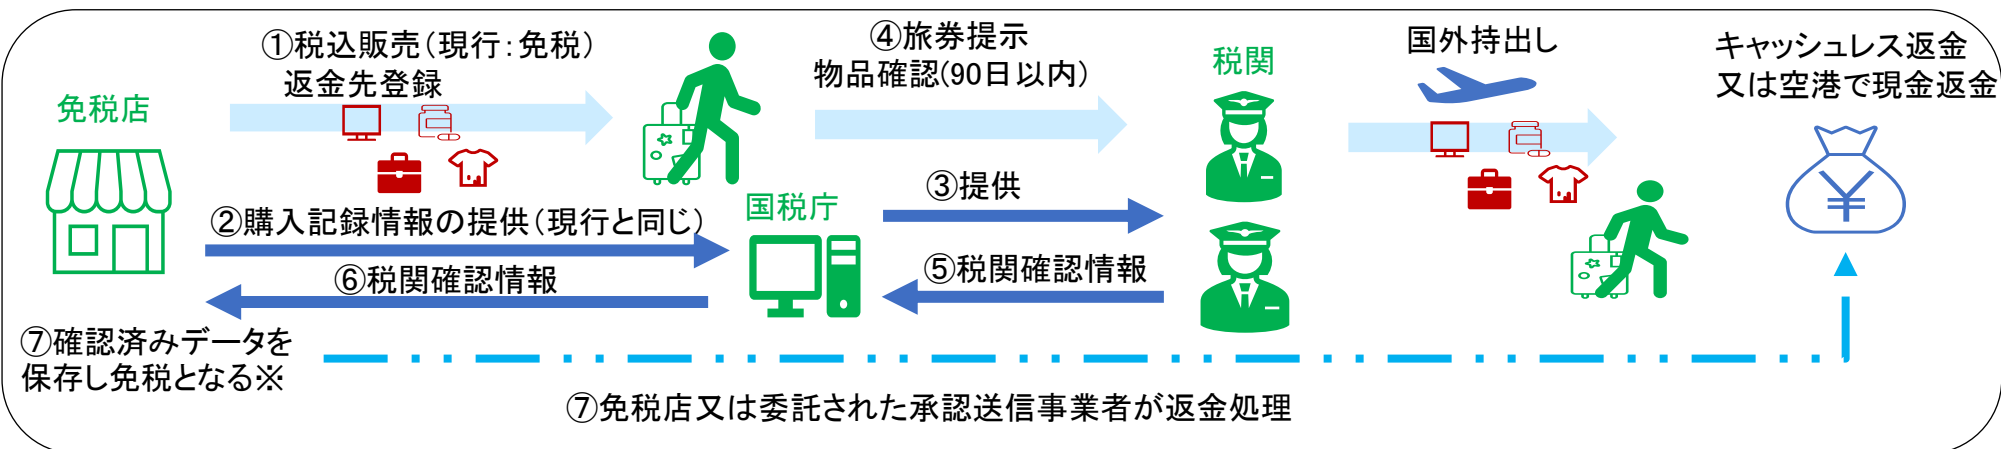 ①税込販売(現行：免税)
返金先登録
④旅券提示
物品確認(90日以内)
税関
国外持出し
キャッシュレス返金
又は空港で現金返金
免税店
国税庁
③提供
②購入記録情報の提供(現行と同じ)
⑤税関確認情報
⑥税関確認情報
⑦確認済みデータを
保存し免税となる※
⑦免税店又は委託された承認送信事業者が返金処理